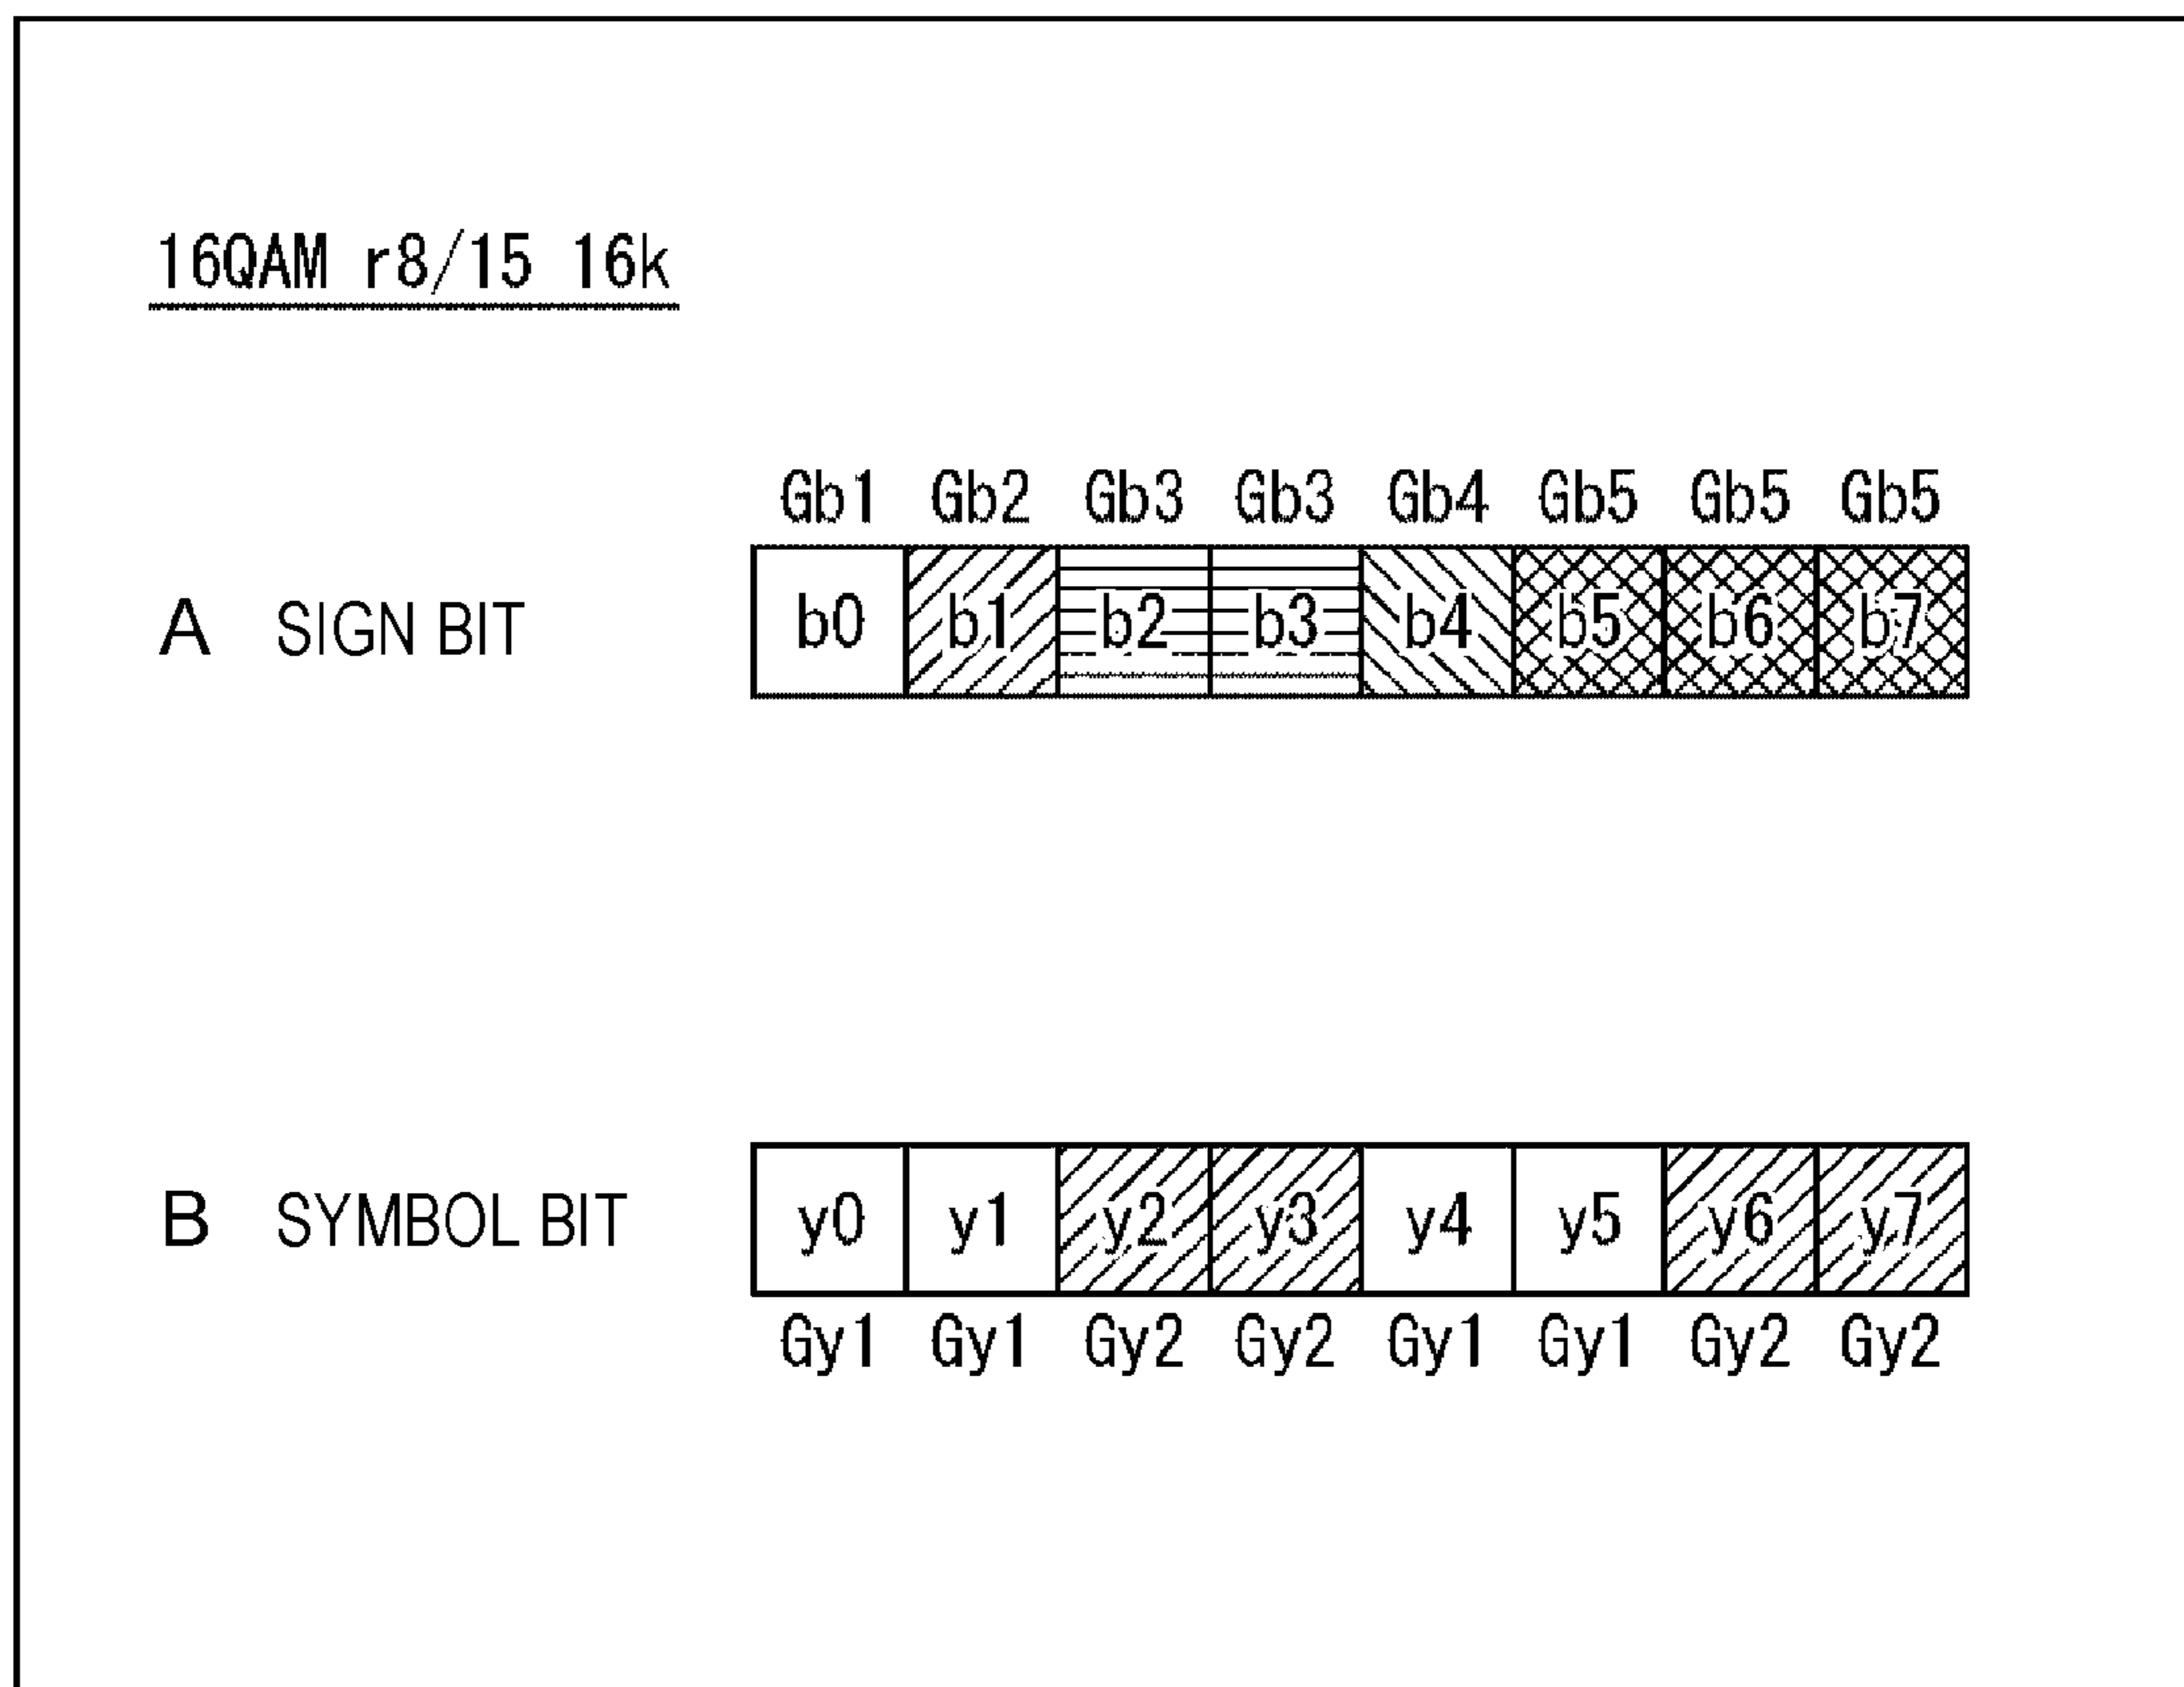 16QAM r8/15 16k
Gb1 Gb2 Gb3 Gb3 Gb4 Gb5 Gb5 Gb5
A SIGN BIT b0 b1 b2 b3 b4 b5 b6 b7
B SYMBOL BIT y0 y1 y2 y3 y4 y5 y6 y7
Gy1 Gy1 Gy2 Gy2 Gy1 Gy1 Gy2 Gy2